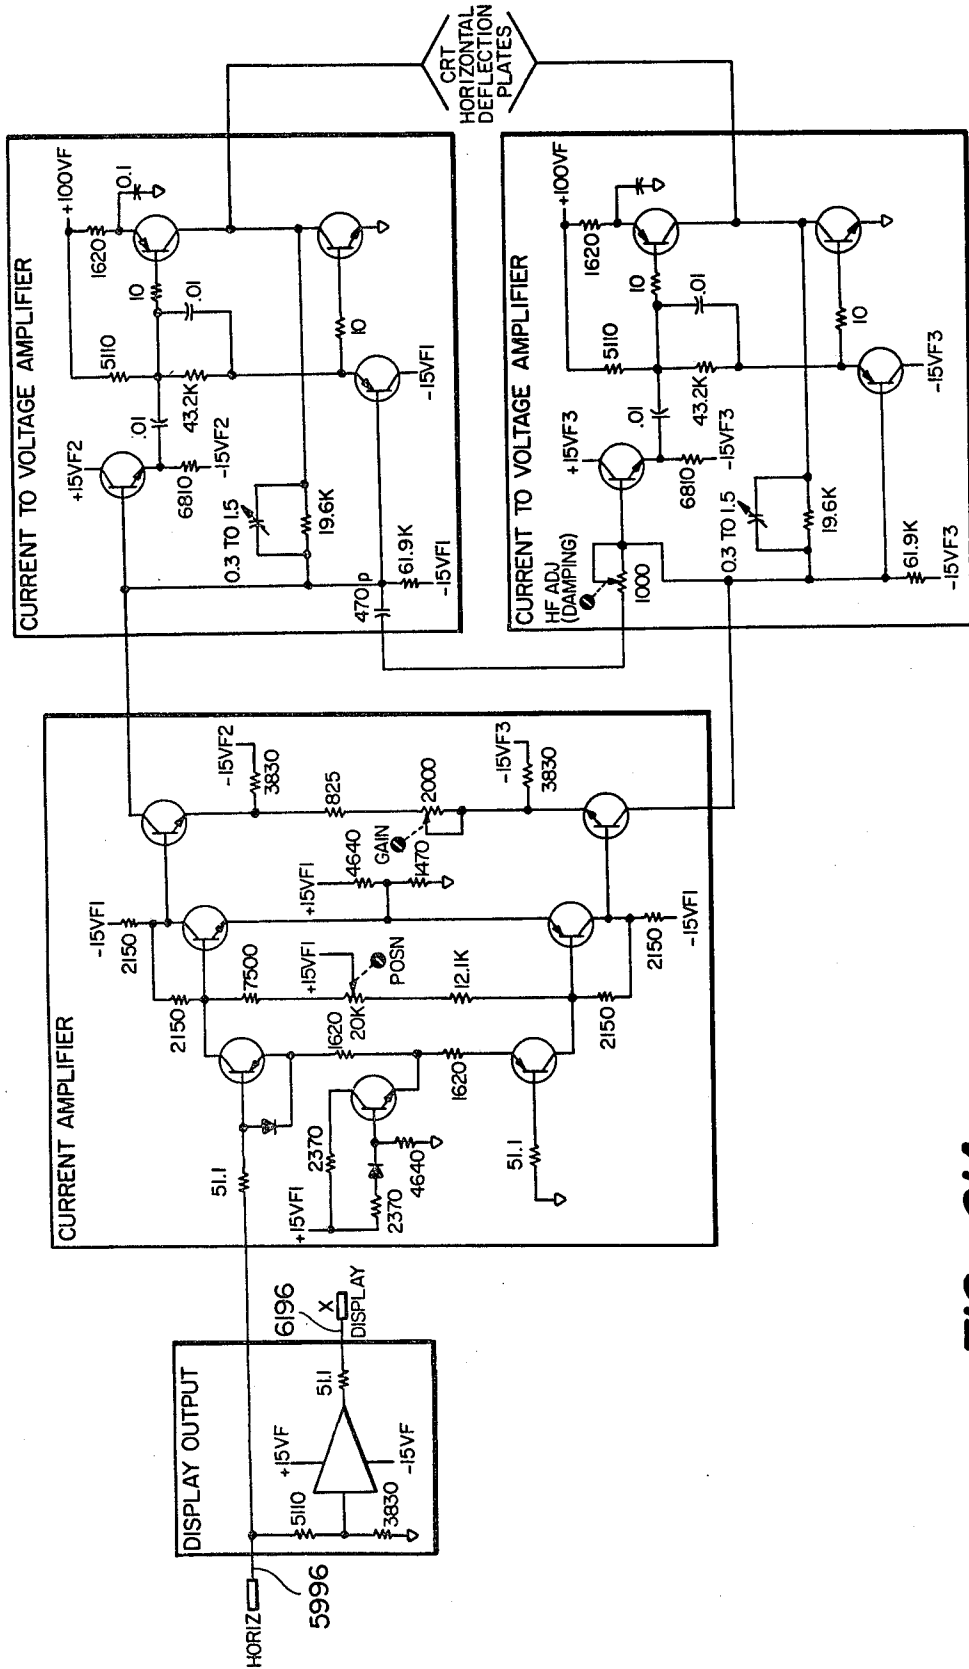 HORIZ
5996
DISPLAY OUTPUT
5110
3830
+15VF
-15VF
51.1
6196
X
DISPLAY
CURRENT AMPLIFIER
51.1
+15VF1
2370
2370
4640
1620
1620
51.1
2150
2150
-15VF1
7500
+15VF1
20K
POSN
12.1K
2150
2150
-15VF1
+15VF1
4640
1470
GAIN
-15VF2
3830
825
2000
-15VF3
3830
CURRENT TO VOLTAGE AMPLIFIER
+15VF2
.01
6810
-15VF2
5110
43.2K
10
.01
1620
+100VF
0.1
10
0.3 TO 1.5
19.6K
470p
61.9K
-15VF1
-15VF1
CURRENT TO VOLTAGE AMPLIFIER
HF ADJ
(DAMPING)
1000
+15VF3
.01
6810
-15VF3
5110
43.2K
10
.01
1620
+100VF
10
0.3 TO 1.5
19.6K
61.9K
-15VF3
-15VF3
CRT
HORIZONTAL
DEFLECTION
PLATES